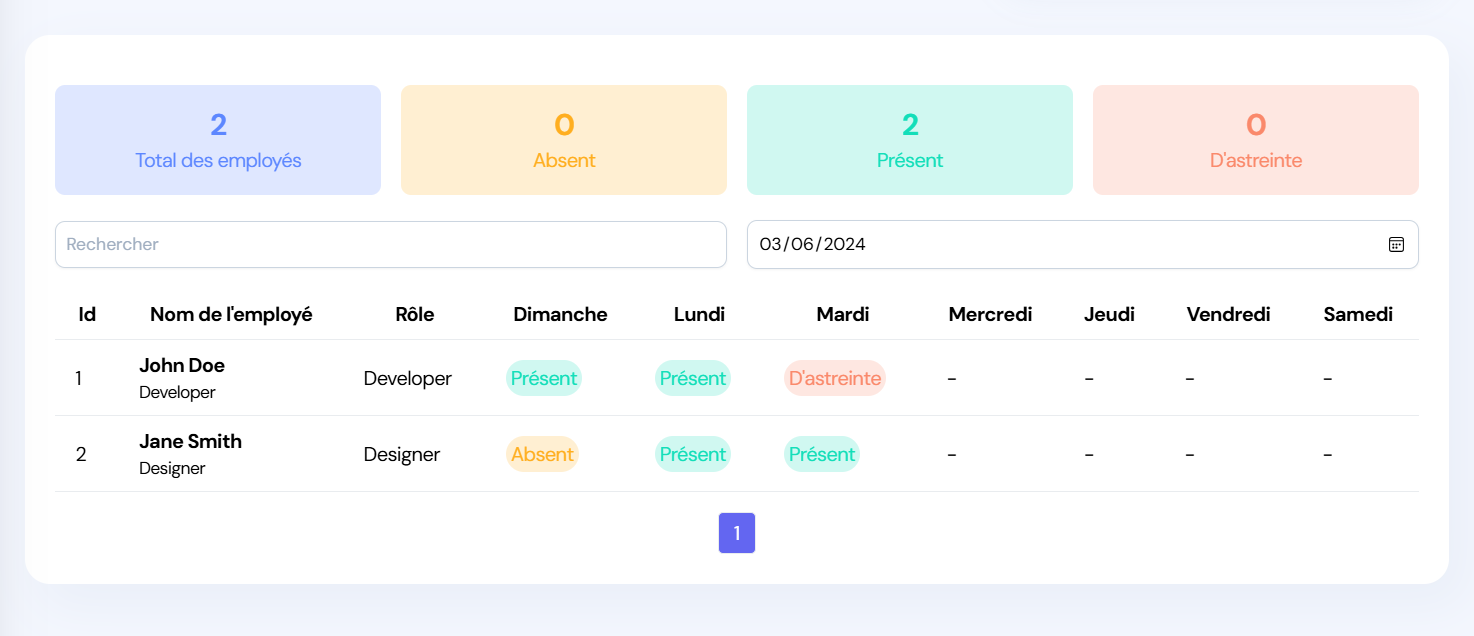 2 0 2 0
Total des employés Absent Présent D'astreinte
Rechercher 03/06/2024
Id Nom de l'employé Rôle Dimanche Lundi Mardi Mercredi Jeudi Vendredi Samedi
1 John Doe Developer Developer Présent Présent D'astreinte - - - -
2 Jane Smith Designer Designer Absent Présent Présent - - - -
1